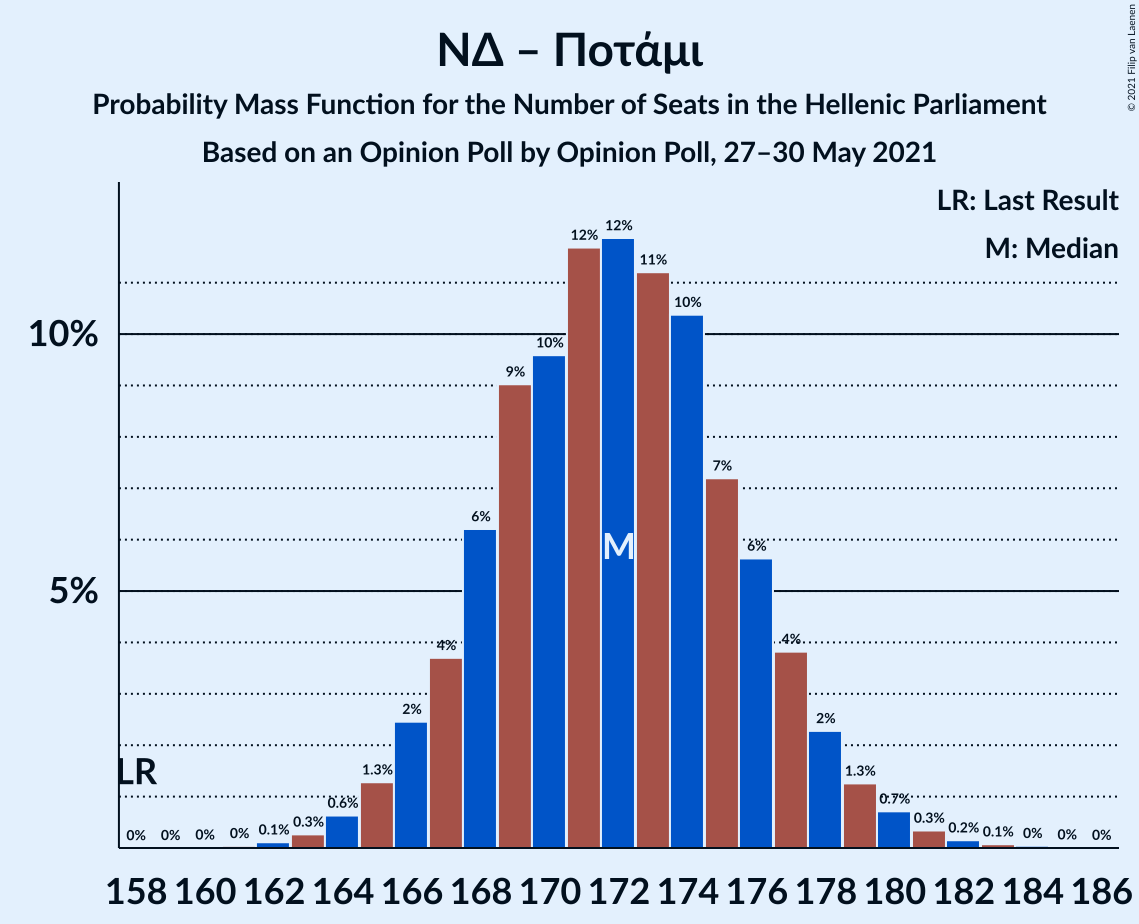 ΝΔ – Ποτάμι
Probability Mass Function for the Number of Seats in the Hellenic Parliament
Based on an Opinion Poll by Opinion Poll, 27–30 May 2021
© 2021 Filip van Laenen
LR: Last Result
M: Median
10%
5%
LR
M
0% 0% 0% 0% 0.1% 0.3% 0.6% 1.3% 2% 4% 6% 9% 10% 12% 12% 11% 10% 7% 6% 4% 2% 1.3% 0.7% 0.3% 0.2% 0.1% 0% 0% 0%
158 160 162 164 166 168 170 172 174 176 178 180 182 184 186